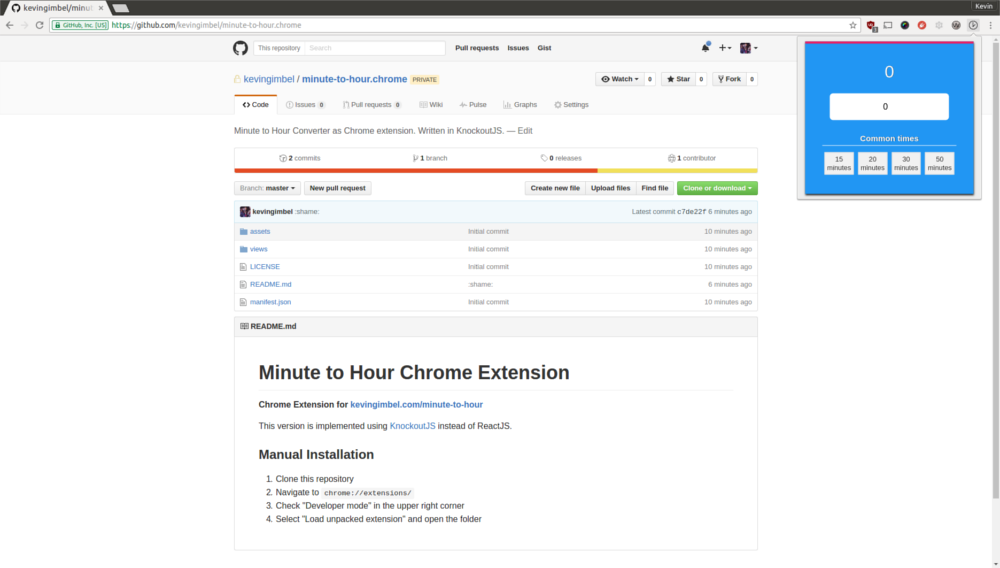 Kevin
kevingimbel/minut
GitHub, Inc. [US] https://github.com/kevingimbel/minute-to-hour.chrome
This repository Search Pull requests Issues Gist
kevingimbel / minute-to-hour.chrome PRIVATE
Watch 0 Star 0 Fork 0
Code Issues 0 Pull requests 0 Wiki Pulse Graphs Settings
Minute to Hour Converter as Chrome extension. Written in KnockoutJS. — Edit
2 commits 1 branch 0 releases 1 contributor
Branch: master New pull request Create new file Upload files Find file Clone or download
kevingimbel :shame: Latest commit c7de22f 6 minutes ago
assets Initial commit 10 minutes ago
views Initial commit 10 minutes ago
LICENSE Initial commit 10 minutes ago
README.md :shame: 6 minutes ago
manifest.json Initial commit 10 minutes ago
README.md
Minute to Hour Chrome Extension
Chrome Extension for kevingimbel.com/minute-to-hour
This version is implemented using KnockoutJS instead of ReactJS.
Manual Installation
1. Clone this repository
2. Navigate to chrome://extensions/
3. Check "Developer mode" in the upper right corner
4. Select "Load unpacked extension" and open the folder
0
0
Common times
15 20 30 50
minutes minutes minutes minutes